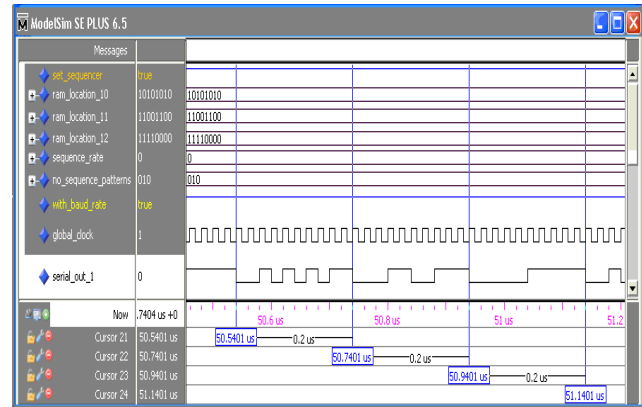 ModelSim SE PLUS 6.5
Messages
set_sequencer true
ram_location_10 10101010 10101010
ram_location_11 11001100 11001100
ram_location_12 11110000 11110000
sequence_rate 0 0
no_sequence_patterns 010 010
with_baud_rate true
global_clock 1
serial_out_1 0
Now .7404 us +0 50.6 us 50.8 us 51 us 51.2
Cursor 21 50.5401 us 50.5401 us 0.2 us
Cursor 22 50.7401 us 50.7401 us 0.2 us
Cursor 23 50.9401 us 50.9401 us 0.2 us
Cursor 24 51.1401 us 51.1401 us